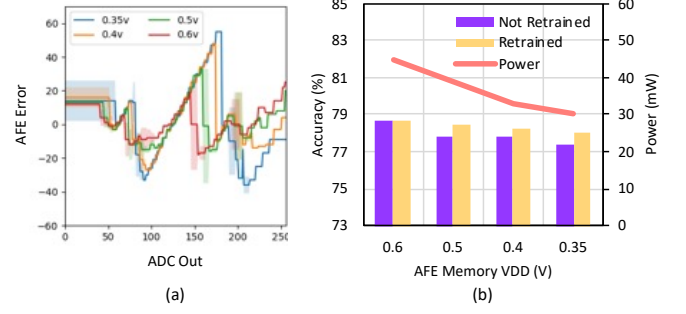 60
40
20
0
−20
−40
−60
AFE Error
0.35v
0.4v
0.5v
0.6v
0 50 100 150 200 250
ADC Out
(a)
Accuracy (%)
85
83
81
79
77
75
73
Not Retrained
Retrained
Power
60
50
40
30
20
10
0
Power (mW)
0.6 0.5 0.4 0.35
AFE Memory VDD (V)
(b)